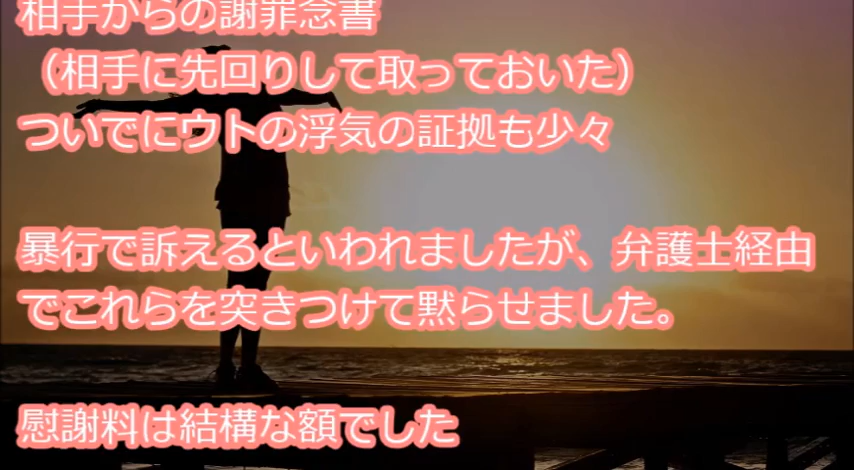 相手からの謝罪念書
（相手に先回りして取っておいた）
ついでにウトの浮気の証拠も少々
暴行で訴えるといわれましたが、弁護士経由
でこれらを突きつけて黙らせました。
慰謝料は結構な額でした